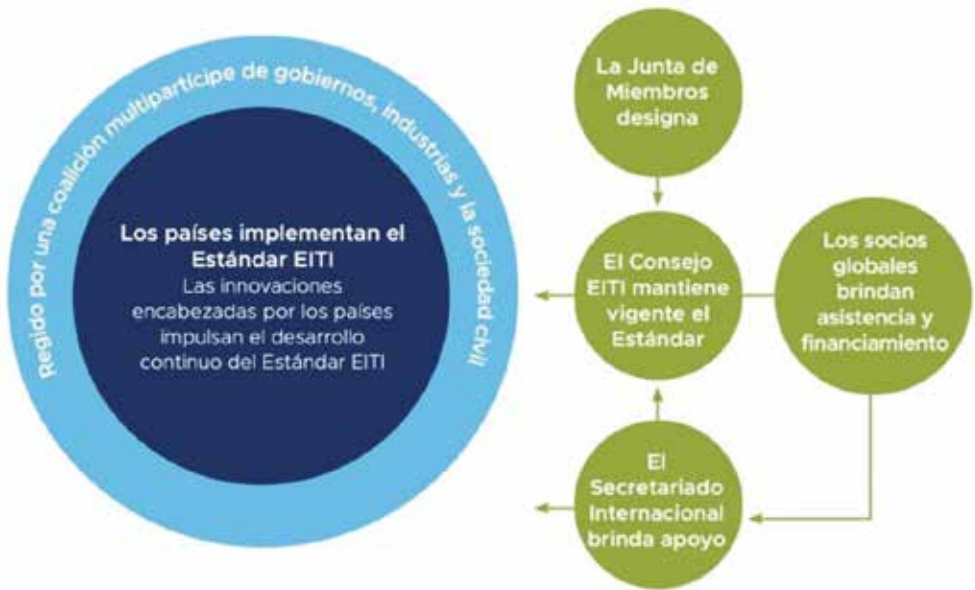 Regido por una coalición multipartícipe de gobiernos, industrias y la sociedad civil
Los países implementan el
Estándar EITI
Las innovaciones
encabezadas por los países
impulsan el desarrollo
continuo del Estándar EITI
La Junta de
Miembros
designa
El Consejo
EITI mantiene
vigente el
Estándar
Los socios
globales
brindan
asistencia y
financiamiento
El
Secretariado
Internacional
brinda apoyo